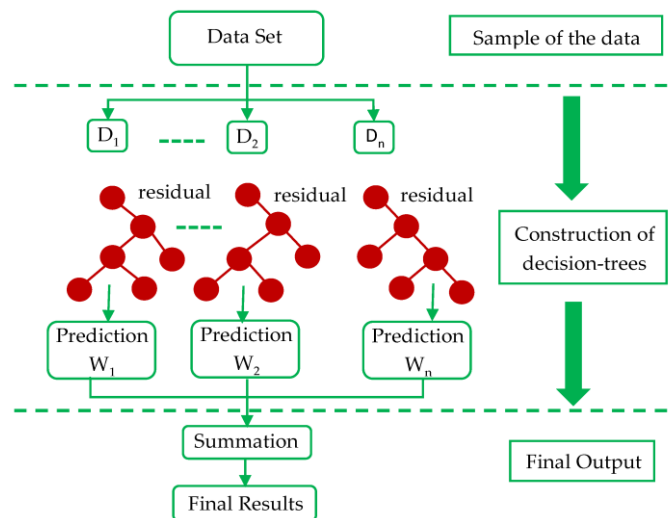 Data Set
Sample of the data
D₁
D₂
Dₙ
residual
residual
residual
Construction of
decision-trees
Prediction
W₁
Prediction
W₂
Prediction
Wₙ
Summation
Final Output
Final Results